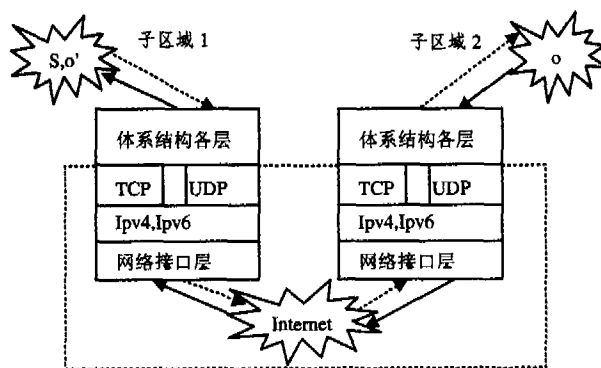 子区域 1
子区域 2
S,o'
o
体系结构各层
体系结构各层
TCP UDP
TCP UDP
Ipv4,Ipv6
Ipv4,Ipv6
网络接口层
网络接口层
Internet